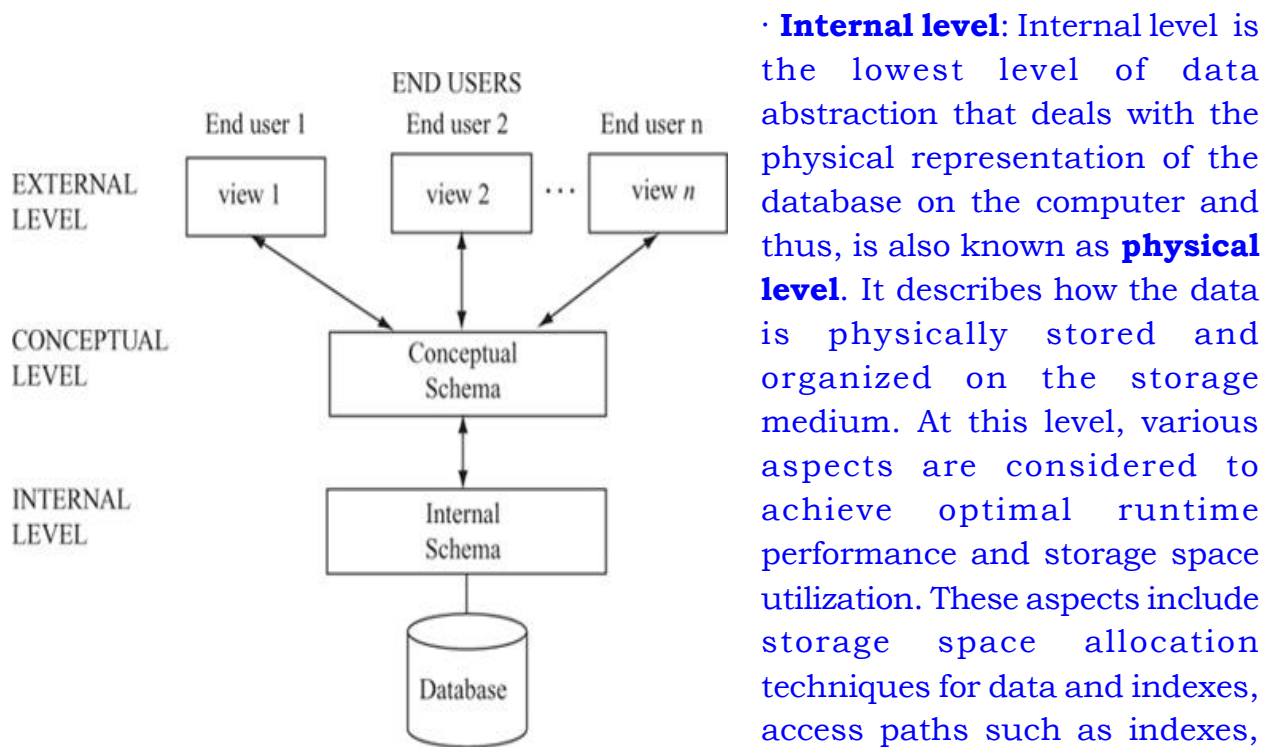 END USERS
End user 1 End user 2 End user n
EXTERNAL
LEVEL
view 1 view 2 ... view n
CONCEPTUAL
LEVEL
Conceptual
Schema
INTERNAL
LEVEL
Internal
Schema
Database
· Internal level: Internal level is
the lowest level of data
abstraction that deals with the
physical representation of the
database on the computer and
thus, is also known as physical
level. It describes how the data
is physically stored and
organized on the storage
medium. At this level, various
aspects are considered to
achieve optimal runtime
performance and storage space
utilization. These aspects include
storage space allocation
techniques for data and indexes,
access paths such as indexes,